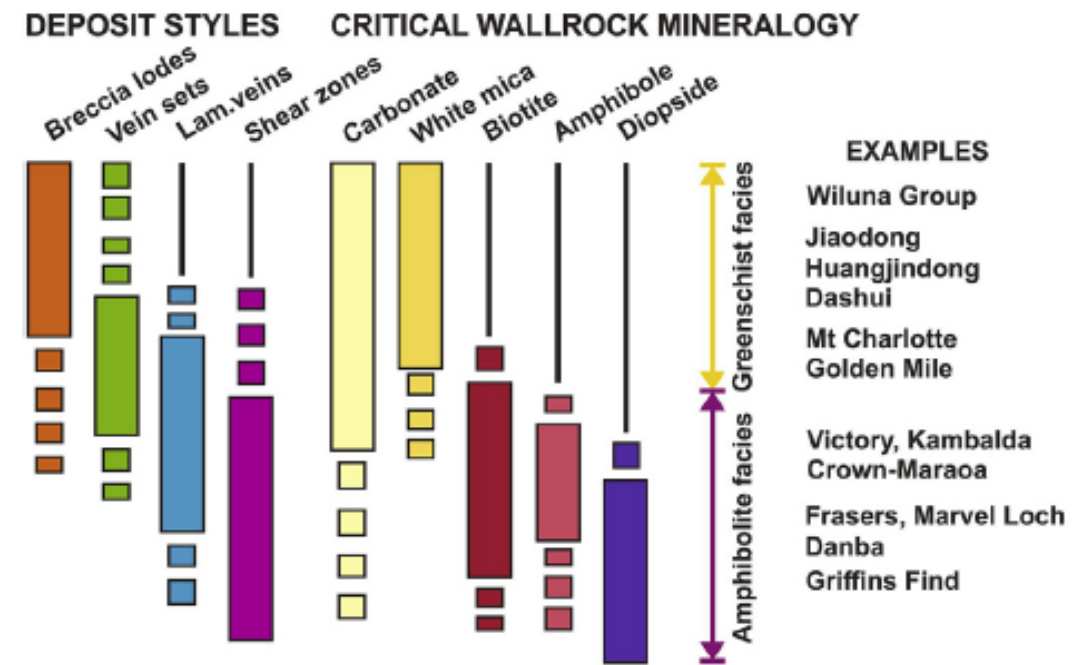 DEPOSIT STYLES
CRITICAL WALLROCK MINERALOGY
Breccia lodes
Vein sets
Lam.veins
Shear zones
Carbonate
White mica
Biotite
Amphibole
Diopside
Greenschist facies
Amphibolite facies
EXAMPLES
Wiluna Group
Jiaodong
Huangjindong
Dashui
Mt Charlotte
Golden Mile
Victory, Kambalda
Crown-Maraoa
Frasers, Marvel Loch
Danba
Griffins Find